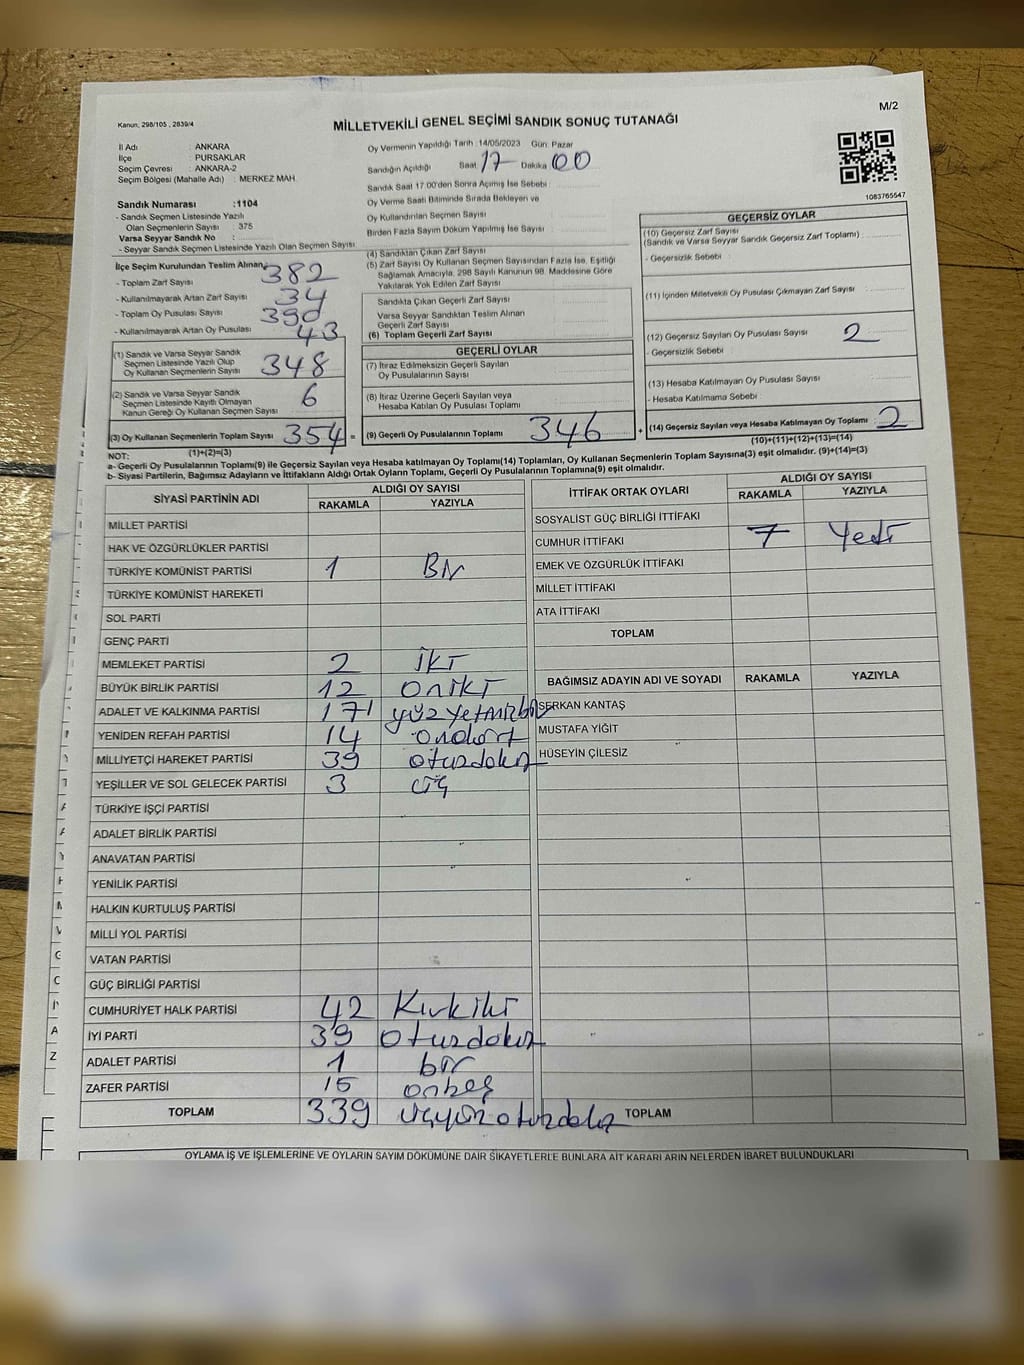 M/2
Kanun, 298/105 , 2839/4
MİLLETVEKİLİ GENEL SEÇİMİ SANDIK SONUÇ TUTANAĞI
İl Adı : ANKARA
İlçe : PURSAKLAR
Seçim Çevresi : ANKARA-2
Seçim Bölgesi (Mahalle Adı) : MERKEZ MAH.
Sandık Numarası :1104
- Sandık Seçmen Listesinde Yazılı
Olan Seçmenlerin Sayısı : 375
Varsa Seyyar Sandık No :
- Seyyar Sandık Seçmen Listesinde Yazılı Olan Seçmen Sayısı
İlçe Seçim Kurulundan Teslim Alınan
- Toplam Zarf Sayısı 382
- Kullanılmayarak Artan Zarf Sayısı 34
- Toplam Oy Pusulası Sayısı 390
- Kullanılmayarak Artan Oy Pusulası 43
(1) Sandık ve Varsa Seyyar Sandık
Seçmen Listesinde Yazılı Olup
Oy Kullanan Seçmenlerin Sayısı 348
(2) Sandık ve Varsa Seyyar Sandık
Seçmen Listesinde Kayıtlı Olmayan
Kanun Gereği Oy Kullanan Seçmen Sayısı 6
(3) Oy Kullanan Seçmenlerin Toplam Sayısı 354 =
(1)+(2)=(3)
Oy Vermenin Yapıldığı Tarih :14/05/2023 Gün: Pazar
Sandığın Açıldığı Saat 17 Dakika 00
Sandık Saat 17.00'den Sonra Açılmış İse Sebebi :
Oy Verme Saati Bitiminde Sırada Bekleyen ve
Oy Kullandırılan Seçmen Sayısı
Birden Fazla Sayım Döküm Yapılmış İse Sayısı :
(4) Sandıktan Çıkan Zarf Sayısı
(5) Zarf Sayısı Oy Kullanan Seçmen Sayısından Fazla İse, Eşitliği
Sağlamak Amacıyla, 298 Sayılı Kanunun 98. Maddesine Göre
Yakılarak Yok Edilen Zarf Sayısı
Sandıkta Çıkan Geçerli Zarf Sayısı
Varsa Seyyar Sandıktan Teslim Alınan
Geçerli Zarf Sayısı
(6) Toplam Geçerli Zarf Sayısı
GEÇERLİ OYLAR
(7) İtiraz Edilmeksizin Geçerli Sayılan
Oy Pusulalarının Sayısı
(8) İtiraz Üzerine Geçerli Sayılan veya
Hesaba Katılan Oy Pusulası Toplamı
(9) Geçerli Oy Pusulalarının Toplamı 346 +
1083765547
GEÇERSİZ OYLAR
(10) Geçersiz Zarf Sayısı
(Sandık ve Varsa Seyyar Sandık Geçersiz Zarf Toplamı)
- Geçersizlik Sebebi :
(11) İçinden Milletvekili Oy Pusulası Çıkmayan Zarf Sayısı
(12) Geçersiz Sayılan Oy Pusulası Sayısı 2
- Geçersizlik Sebebi :
(13) Hesaba Katılmayan Oy Pusulası Sayısı
- Hesaba Katılmama Sebebi :
(14) Geçersiz Sayılan veya Hesaba Katılmayan Oy Toplamı 2
(10)+(11)+(12)+(13)=(14)
NOT:
a- Geçerli Oy Pusulalarının Toplamı(9) ile Geçersiz Sayılan veya Hesaba katılmayan Oy Toplamı(14) Toplamları, Oy Kullanan Seçmenlerin Toplam Sayısına(3) eşit olmalıdır. (9)+(14)=(3)
b- Siyasi Partilerin, Bağımsız Adayların ve İttifakların Aldığı Ortak Oyların Toplamı, Geçerli Oy Pusulalarının Toplamına(9) eşit olmalıdır.
SİYASİ PARTİNİN ADI ALDIĞI OY SAYISI
RAKAMLA YAZIYLA
MİLLET PARTİSİ
HAK VE ÖZGÜRLÜKLER PARTİSİ
TÜRKİYE KOMÜNİST PARTİSİ 1 Bir
TÜRKİYE KOMÜNİST HAREKETİ
SOL PARTİ
GENÇ PARTİ
MEMLEKET PARTİSİ 2 İki
BÜYÜK BİRLİK PARTİSİ 12 oniki
ADALET VE KALKINMA PARTİSİ 171 yüzyetmişbir
YENİDEN REFAH PARTİSİ 14 ondört
MİLLİYETÇİ HAREKET PARTİSİ 39 otuzdokuz
YEŞİLLER VE SOL GELECEK PARTİSİ 3 üç
TÜRKİYE İŞÇİ PARTİSİ
ADALET BİRLİK PARTİSİ
ANAVATAN PARTİSİ
YENİLİK PARTİSİ
HALKIN KURTULUŞ PARTİSİ
MİLLİ YOL PARTİSİ
VATAN PARTİSİ
GÜÇ BİRLİĞİ PARTİSİ
CUMHURİYET HALK PARTİSİ 42 Kırkiki
İYİ PARTİ 39 otuzdokuz
ADALET PARTİSİ 1 bir
ZAFER PARTİSİ 15 onbeş
TOPLAM 339 üçyüzotuzdokuz
İTTİFAK ORTAK OYLARI ALDIĞI OY SAYISI
RAKAMLA YAZIYLA
SOSYALİST GÜÇ BİRLİĞİ İTTİFAKI
CUMHUR İTTİFAKI 7 Yedi
EMEK VE ÖZGÜRLÜK İTTİFAKI
MİLLET İTTİFAKI
ATA İTTİFAKI
TOPLAM
BAĞIMSIZ ADAYIN ADI VE SOYADI RAKAMLA YAZIYLA
SERKAN KANTAŞ
MUSTAFA YİĞİT
HÜSEYİN ÇİLESİZ
TOPLAM
OYLAMA İŞ VE İŞLEMLERİNE VE OYLARIN SAYIM DÖKÜMÜNE DAİR ŞİKAYETLERLE BUNLARA AİT KARARLARIN NELERDEN İBARET BULUNDUKLARI